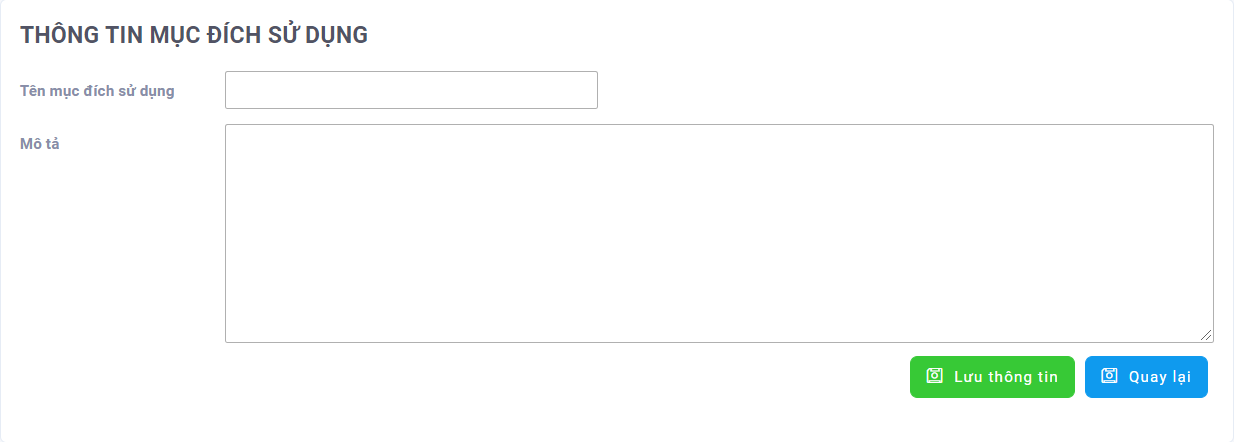 THÔNG TIN MỤC ĐÍCH SỬ DỤNG
Tên mục đích sử dụng
Mô tả
Lưu thông tin
Quay lại